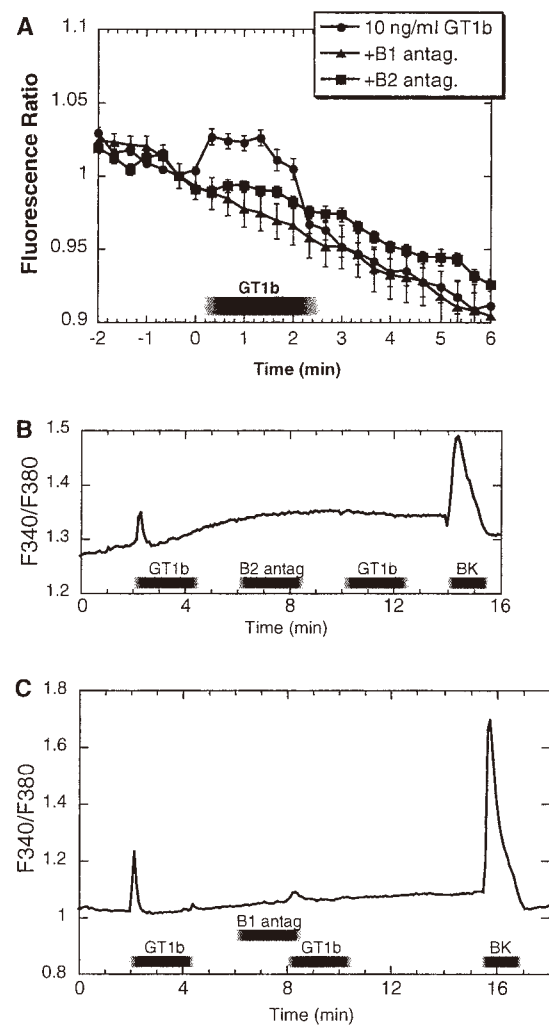 A
1.1
10 ng/ml GT1b
+B1 antag.
+B2 antag.
1.05
1
0.95
0.9
Fluorescence Ratio
GT1b
-2 -1 0 1 2 3 4 5 6
Time (min)
B
1.5
1.4
1.3
1.2
F340/F380
GT1b B2 antag GT1b BK
0 4 8 12 16
Time (min)
C
1.8
1.6
1.4
1.2
1
0.8
F340/F380
B1 antag
GT1b GT1b BK
0 4 8 12 16
Time (min)